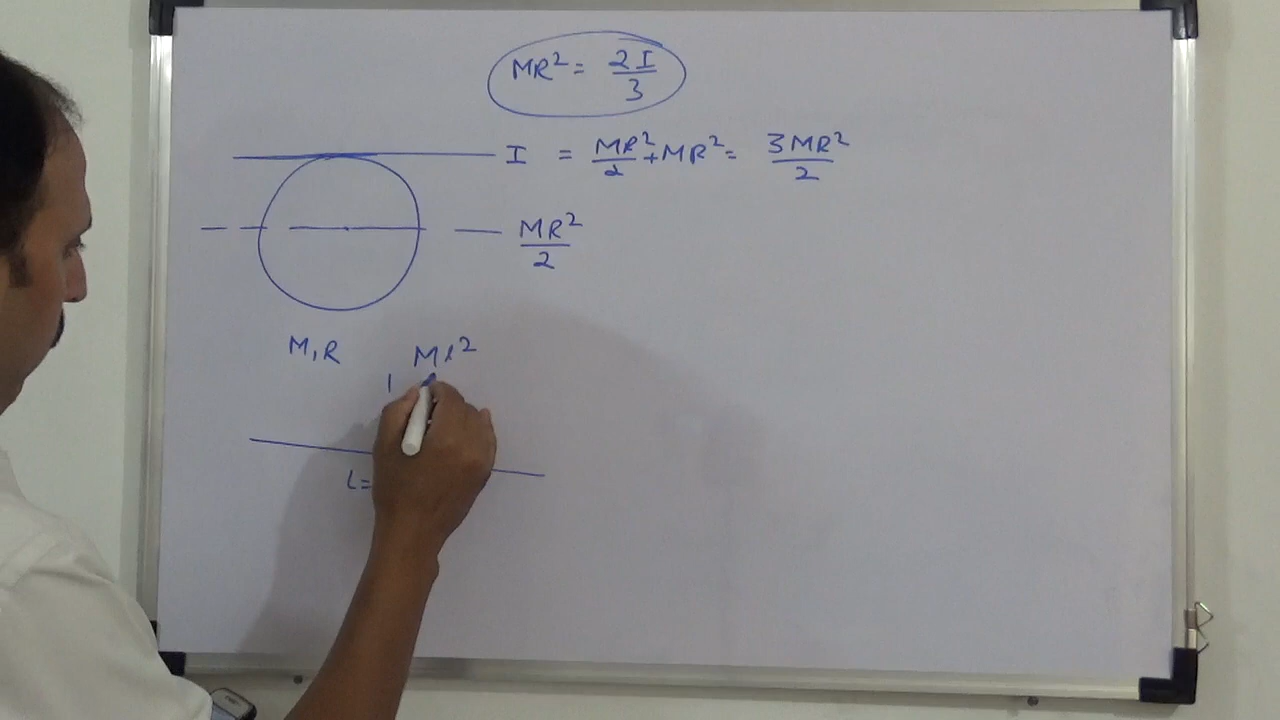 MR² = 2I/3
I = MR²/2 + MR² = 3MR²/2
MR²/2
M, R
Ml²
L=